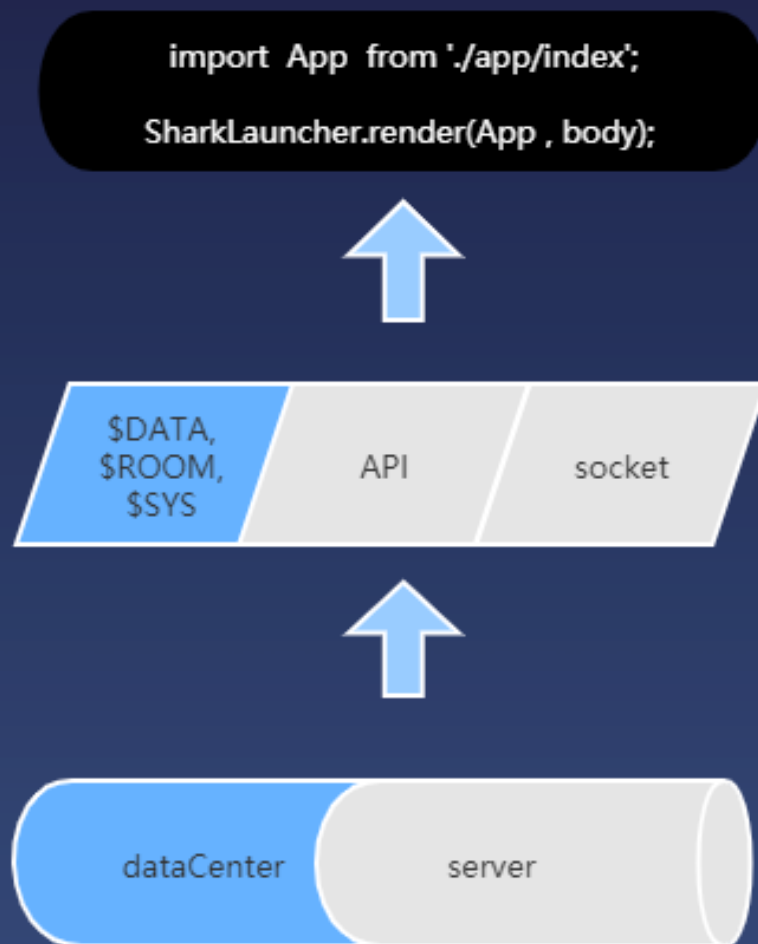 import App from './app/index';
SharkLauncher.render(App , body);
$DATA,
$ROOM,
$SYS
API
socket
dataCenter
server